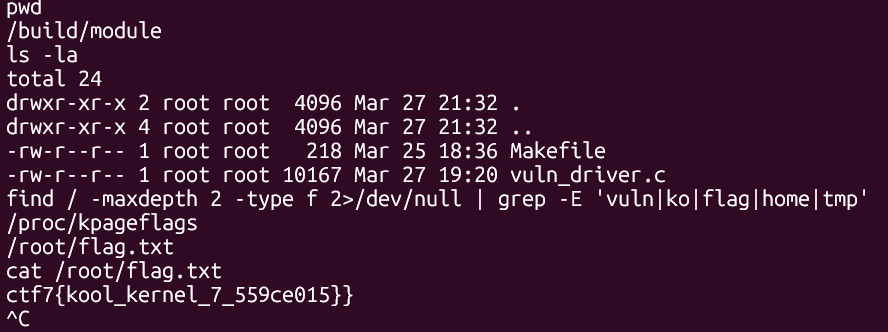 pwd
/build/module
ls -la
total 24
drwxr-xr-x 2 root root  4096 Mar 27 21:32 .
drwxr-xr-x 4 root root  4096 Mar 27 21:32 ..
-rw-r--r-- 1 root root   218 Mar 25 18:36 Makefile
-rw-r--r-- 1 root root 10167 Mar 27 19:20 vuln_driver.c
find / -maxdepth 2 -type f 2>/dev/null | grep -E 'vuln|ko|flag|home|tmp'
/proc/kpageflags
/root/flag.txt
cat /root/flag.txt
ctf7{kool_kernel_7_559ce015}}
^C